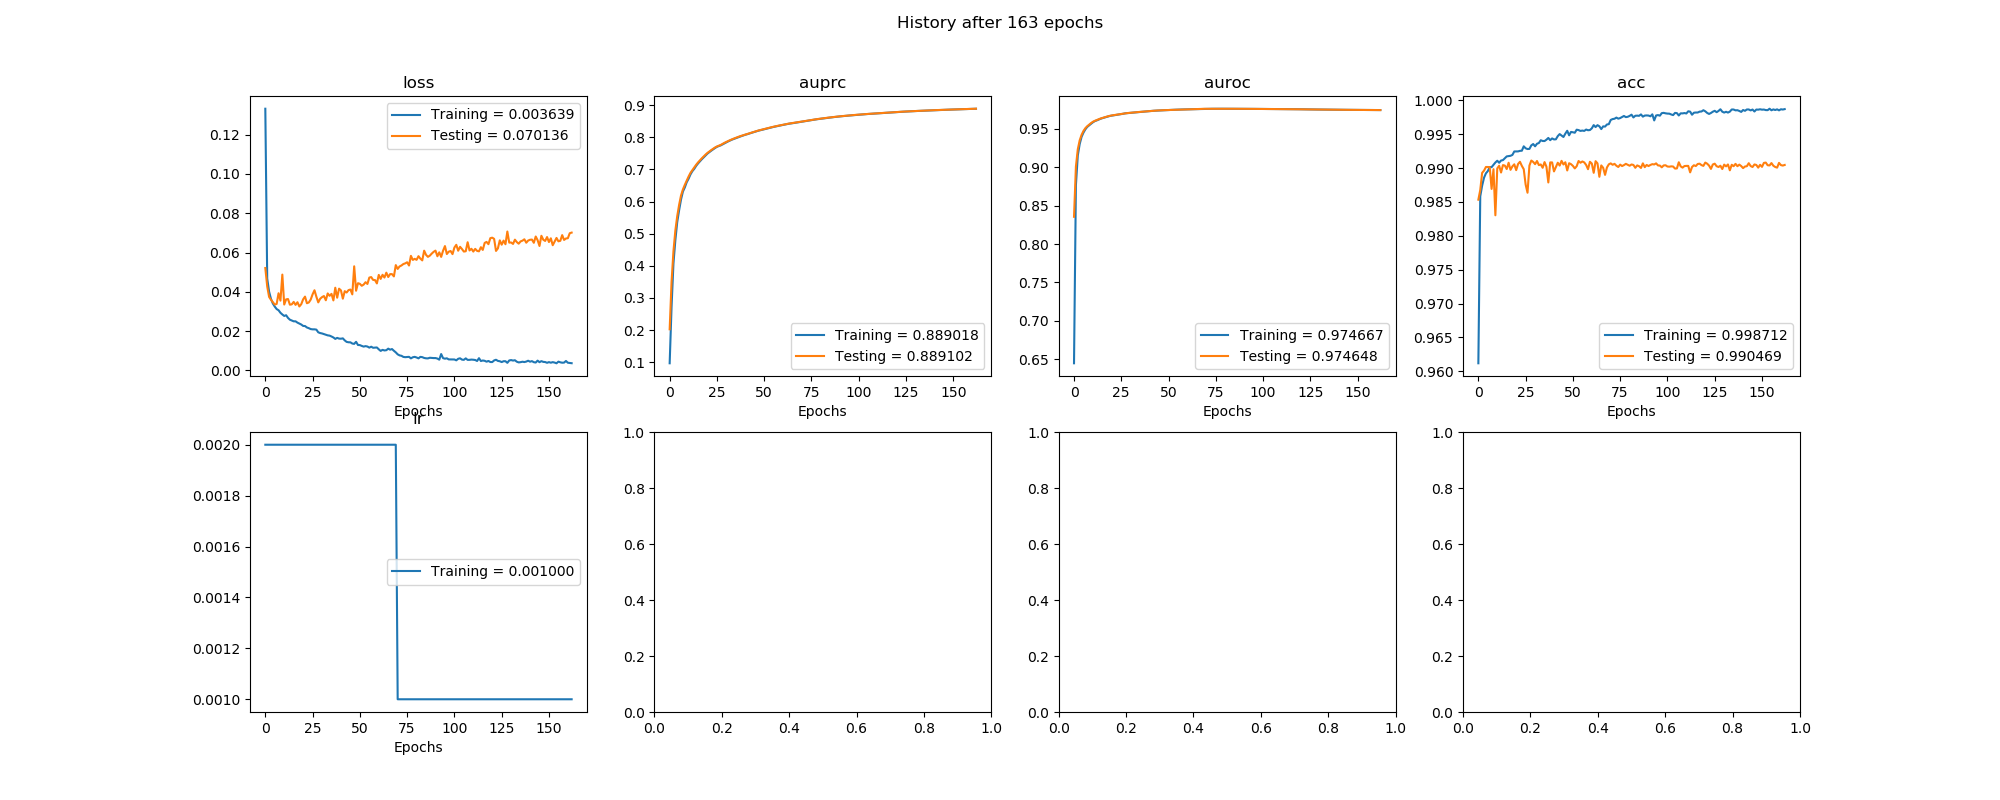 History after 163 epochs
loss
Training = 0.003639
Testing = 0.070136
0.12
0.10
0.08
0.06
0.04
0.02
0.00
0 25 50 75 100 125 150
Epochs
auprc
0.9
0.8
0.7
0.6
0.5
0.4
0.3
0.2
0.1
Training = 0.889018
Testing = 0.889102
0 25 50 75 100 125 150
Epochs
auroc
0.95
0.90
0.85
0.80
0.75
0.70
0.65
Training = 0.974667
Testing = 0.974648
0 25 50 75 100 125 150
Epochs
acc
1.000
0.995
0.990
0.985
0.980
0.975
0.970
0.965
0.960
Training = 0.998712
Testing = 0.990469
0 25 50 75 100 125 150
Epochs
lr
0.0020
0.0018
0.0016
0.0014
0.0012
0.0010
Training = 0.001000
0 25 50 75 100 125 150
Epochs
1.0
0.8
0.6
0.4
0.2
0.0
0.0 0.2 0.4 0.6 0.8 1.0
1.0
0.8
0.6
0.4
0.2
0.0
0.0 0.2 0.4 0.6 0.8 1.0
1.0
0.8
0.6
0.4
0.2
0.0
0.0 0.2 0.4 0.6 0.8 1.0